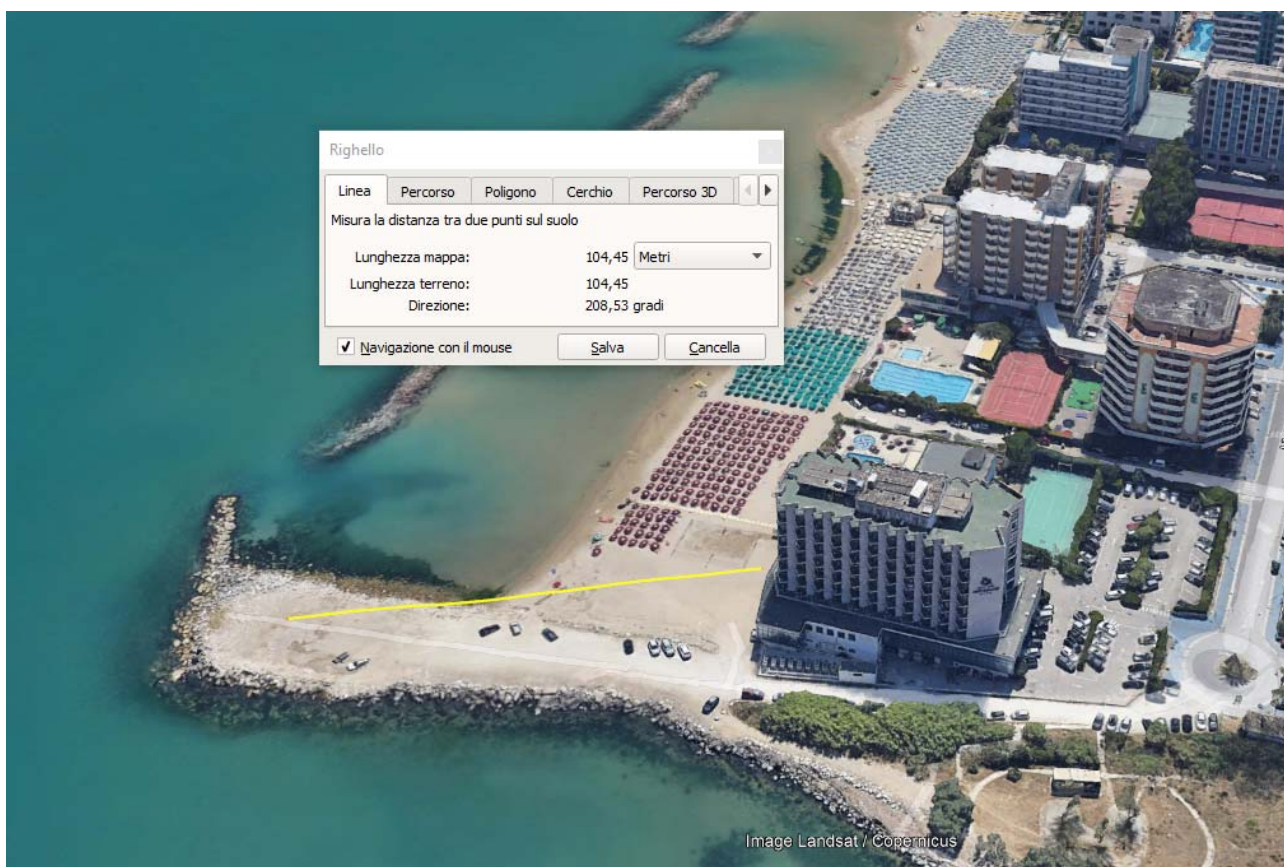 Righello
Linea Percorso Poligono Cerchio Percorso 3D
Misura la distanza tra due punti sul suolo
Lunghezza mappa: 104,45 Metri
Lunghezza terreno: 104,45
Direzione: 208,53 gradi
Navigazione con il mouse Salva Cancella
Image Landsat / Copernicus